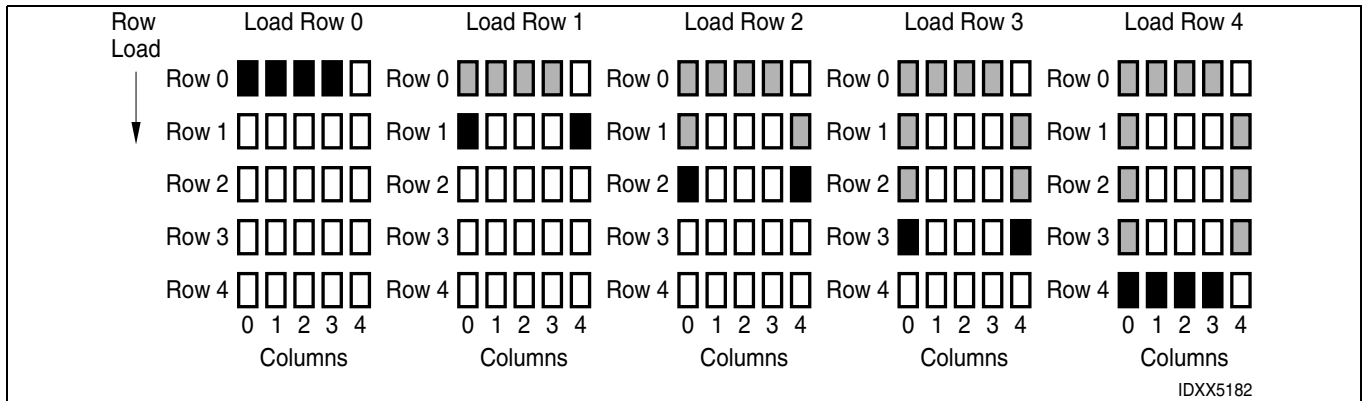 Row Load Row 0 Load Row 1 Load Row 2 Load Row 3 Load Row 4
Load
Row 0 Row 0 Row 0 Row 0 Row 0
Row 1 Row 1 Row 1 Row 1 Row 1
Row 2 Row 2 Row 2 Row 2 Row 2
Row 3 Row 3 Row 3 Row 3 Row 3
Row 4 Row 4 Row 4 Row 4 Row 4
0 1 2 3 4 0 1 2 3 4 0 1 2 3 4 0 1 2 3 4 0 1 2 3 4
Columns Columns Columns Columns Columns
IDXX5182